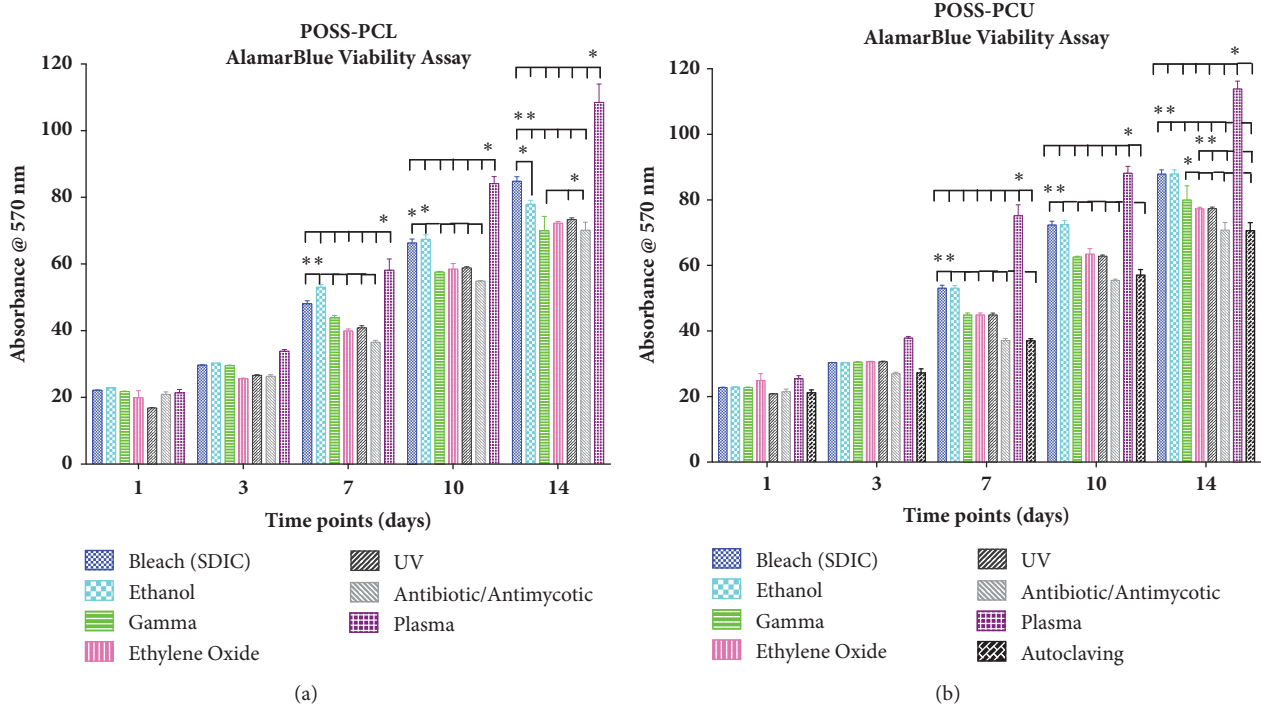 POSS-PCL
AlamarBlue Viability Assay
120
100
80
60
40
20
0
Absorbance @ 570 nm
1 3 7 10 14
Time points (days)
* * *
* *
* *
*
* *
*
*
*
Bleach (SDIC)
Ethanol
Gamma
Ethylene Oxide
UV
Antibiotic/Antimycotic
Plasma
(a)
POSS-PCU
AlamarBlue Viability Assay
120
100
80
60
40
20
0
Absorbance @ 570 nm
1 3 7 10 14
Time points (days)
* * *
* * *
*
* *
* *
*
Bleach (SDIC)
Ethanol
Gamma
Ethylene Oxide
UV
Antibiotic/Antimycotic
Plasma
Autoclaving
(b)